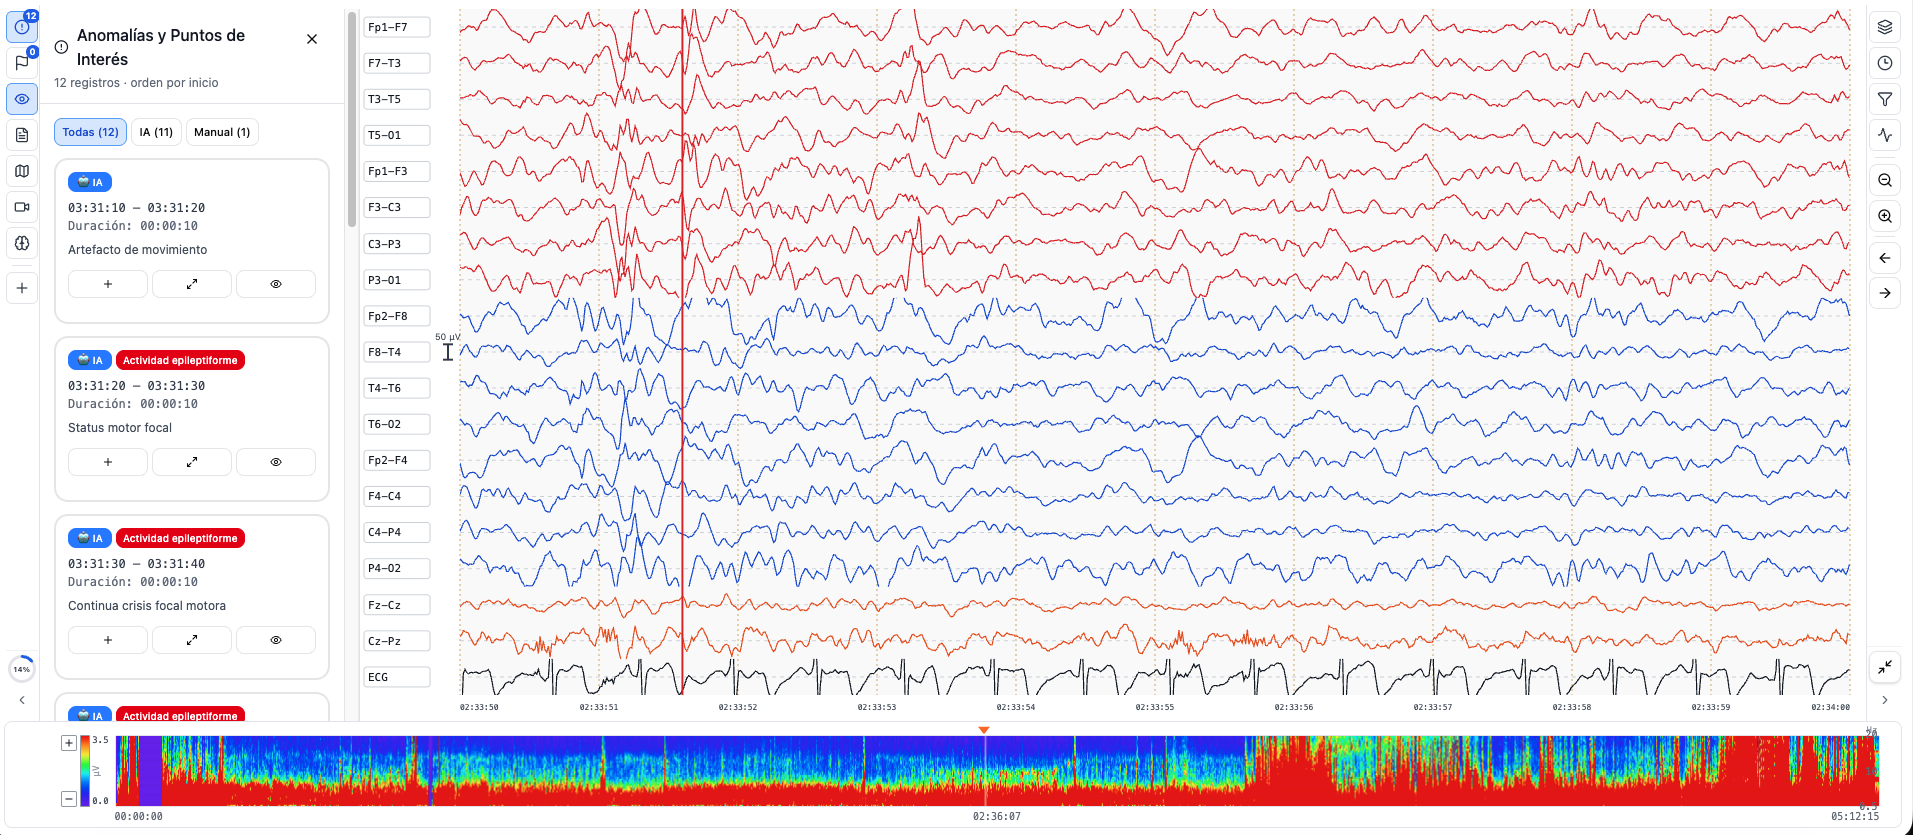 12
0
Anomalías y Puntos de
Interés
12 registros · orden por inicio
Todas (12)
IA (11)
Manual (1)
IA
03:31:10 – 03:31:20
Duración: 00:00:10
Artefacto de movimiento
IA
Actividad epileptiforme
03:31:20 – 03:31:30
Duración: 00:00:10
Status motor focal
IA
Actividad epileptiforme
03:31:30 – 03:31:40
Duración: 00:00:10
Continua crisis focal motora
IA
Actividad epileptiforme
14%
Fp1–F7
F7–T3
T3–T5
T5–O1
Fp1–F3
F3–C3
C3–P3
P3–O1
Fp2–F8
50 µV
F8–T4
T4–T6
T6–O2
Fp2–F4
F4–C4
C4–P4
P4–O2
Fz–Cz
Cz–Pz
ECG
02:33:50 02:33:51 02:33:52 02:33:53 02:33:54 02:33:55 02:33:56 02:33:57 02:33:58 02:33:59 02:34:00
3.5
µV
0.0
Hz
20
0.5
00:00:00 02:36:07 05:12:15